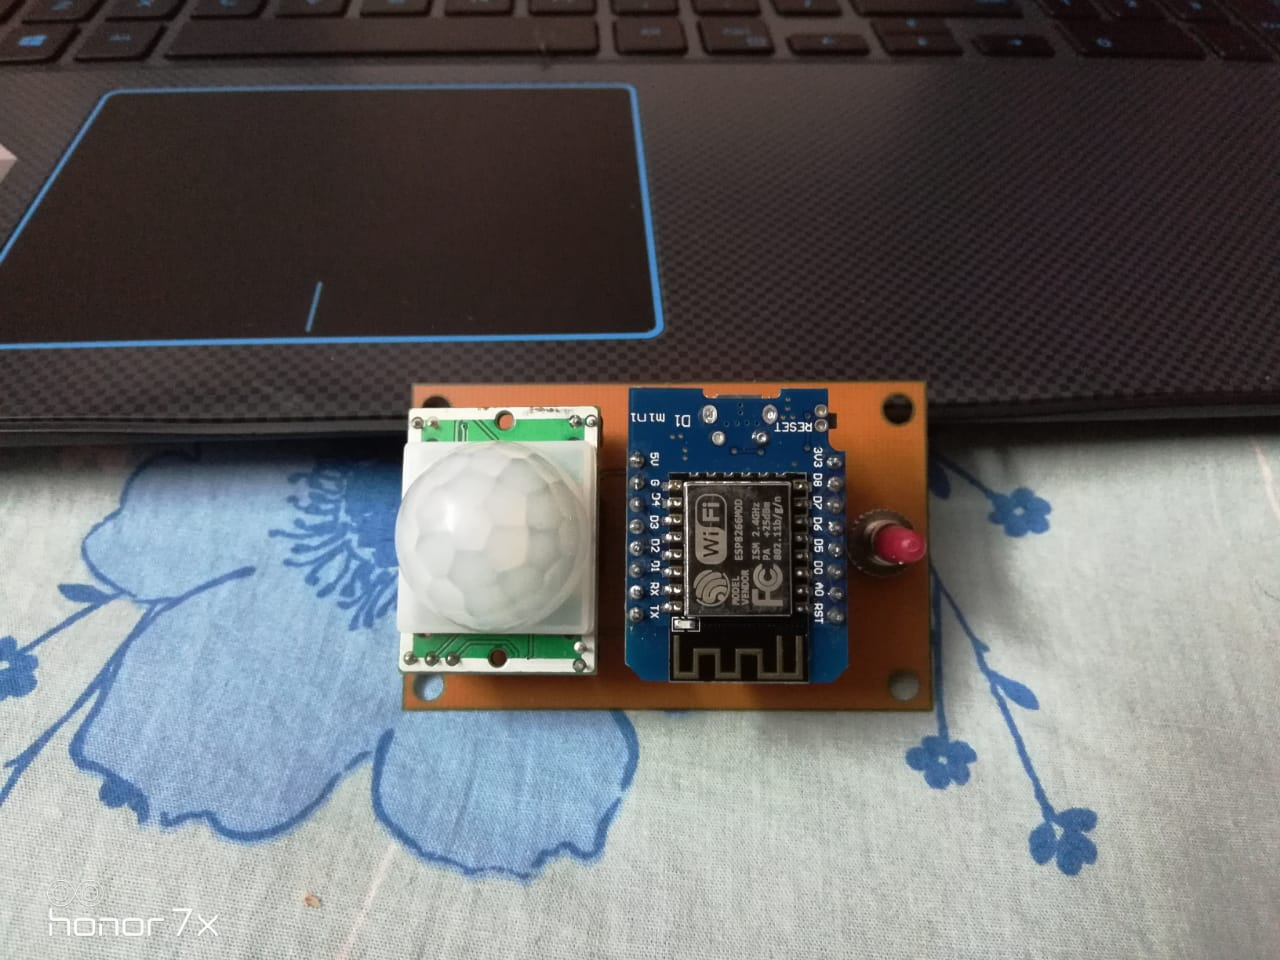 D1 mini
RESET
5V
G
D4
D3
D2
D1
RX
TX
3V3
D8
D7
D6
D5
D0
A0
RST
WiFi
ESP8266MOD
ISM 2.4GHz
PA +25dBm
802.11b/g/n
MODEL
VENDOR
FC
honor 7x